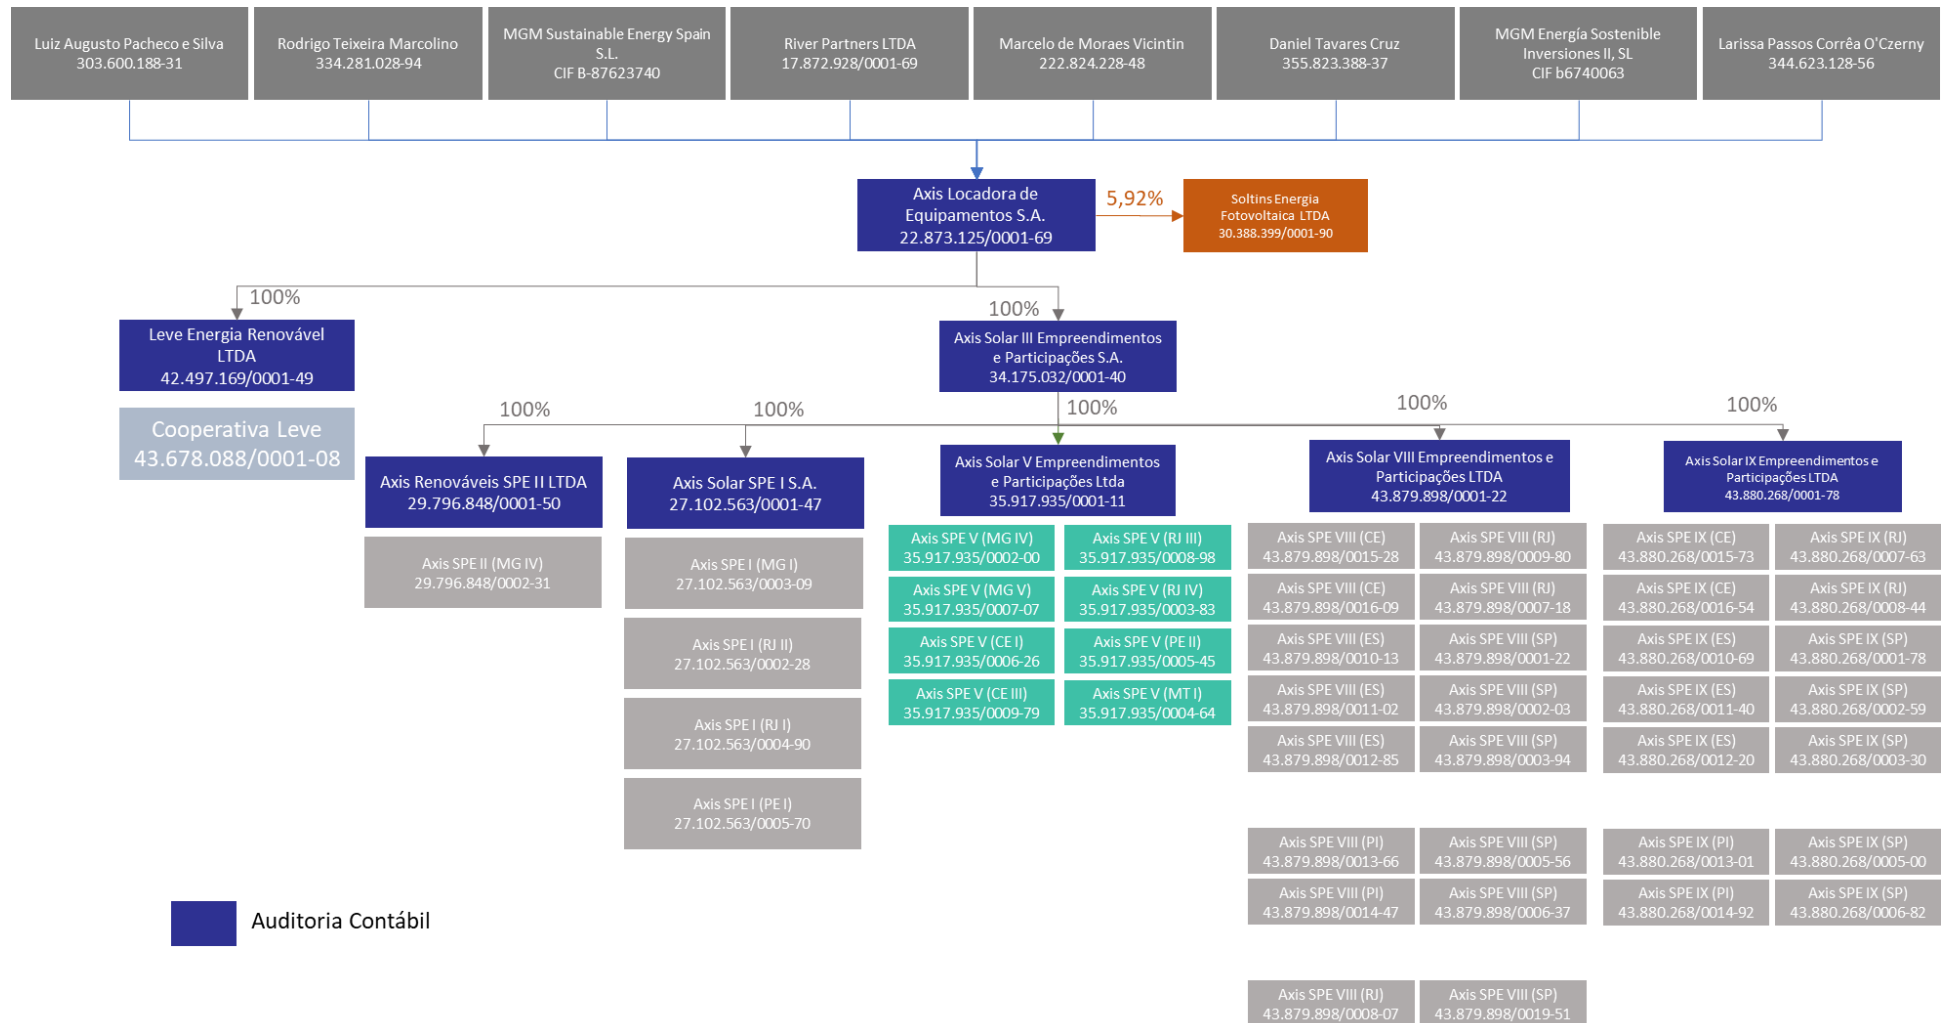 Luiz Augusto Pacheco e Silva
303.600.188-31
Rodrigo Teixeira Marcolino
334.281.028-94
MGM Sustainable Energy Spain
S.L.
CIF B-87623740
River Partners LTDA
17.872.928/0001-69
Marcelo de Moraes Vicintin
222.824.228-48
Daniel Tavares Cruz
355.823.388-37
MGM Energía Sostenible
Inversiones II, SL
CIF b6740063
Larissa Passos Corrêa O'Czerny
344.623.128-56
Axis Locadora de
Equipamentos S.A.
22.873.125/0001-69
5,92%
Soltins Energia
Fotovoltaica LTDA
30.388.399/0001-90
100%
100%
Leve Energia Renovável
LTDA
42.497.169/0001-49
Axis Solar III Empreendimentos
e Participações S.A.
34.175.032/0001-40
Cooperativa Leve
43.678.088/0001-08
100%
100%
100%
100%
100%
Axis Renováveis SPE II LTDA
29.796.848/0001-50
Axis Solar SPE I S.A.
27.102.563/0001-47
Axis Solar V Empreendimentos
e Participações Ltda
35.917.935/0001-11
Axis Solar VIII Empreendimentos e
Participações LTDA
43.879.898/0001-22
Axis Solar IX Empreendimentos e
Participações LTDA
43.880.268/0001-78
Axis SPE II (MG IV)
29.796.848/0002-31
Axis SPE I (MG I)
27.102.563/0003-09
Axis SPE I (RJ II)
27.102.563/0002-28
Axis SPE I (RJ I)
27.102.563/0004-90
Axis SPE I (PE I)
27.102.563/0005-70
Axis SPE V (MG IV)
35.917.935/0002-00
Axis SPE V (RJ III)
35.917.935/0008-98
Axis SPE V (MG V)
35.917.935/0007-07
Axis SPE V (RJ IV)
35.917.935/0003-83
Axis SPE V (CE I)
35.917.935/0006-26
Axis SPE V (PE II)
35.917.935/0005-45
Axis SPE V (CE III)
35.917.935/0009-79
Axis SPE V (MT I)
35.917.935/0004-64
Axis SPE VIII (CE)
43.879.898/0015-28
Axis SPE VIII (RJ)
43.879.898/0009-80
Axis SPE VIII (CE)
43.879.898/0016-09
Axis SPE VIII (RJ)
43.879.898/0007-18
Axis SPE VIII (ES)
43.879.898/0010-13
Axis SPE VIII (SP)
43.879.898/0001-22
Axis SPE VIII (ES)
43.879.898/0011-02
Axis SPE VIII (SP)
43.879.898/0002-03
Axis SPE VIII (ES)
43.879.898/0012-85
Axis SPE VIII (SP)
43.879.898/0003-94
Axis SPE VIII (PI)
43.879.898/0013-66
Axis SPE VIII (SP)
43.879.898/0005-56
Axis SPE VIII (PI)
43.879.898/0014-47
Axis SPE VIII (SP)
43.879.898/0006-37
Axis SPE VIII (RJ)
43.879.898/0008-07
Axis SPE VIII (SP)
43.879.898/0019-51
Axis SPE IX (CE)
43.880.268/0015-73
Axis SPE IX (RJ)
43.880.268/0007-63
Axis SPE IX (CE)
43.880.268/0016-54
Axis SPE IX (RJ)
43.880.268/0008-44
Axis SPE IX (ES)
43.880.268/0010-69
Axis SPE IX (SP)
43.880.268/0001-78
Axis SPE IX (ES)
43.880.268/0011-40
Axis SPE IX (SP)
43.880.268/0002-59
Axis SPE IX (ES)
43.880.268/0012-20
Axis SPE IX (SP)
43.880.268/0003-30
Axis SPE IX (PI)
43.880.268/0013-01
Axis SPE IX (SP)
43.880.268/0005-00
Axis SPE IX (PI)
43.880.268/0014-92
Axis SPE IX (SP)
43.880.268/0006-82
Auditoria Contábil